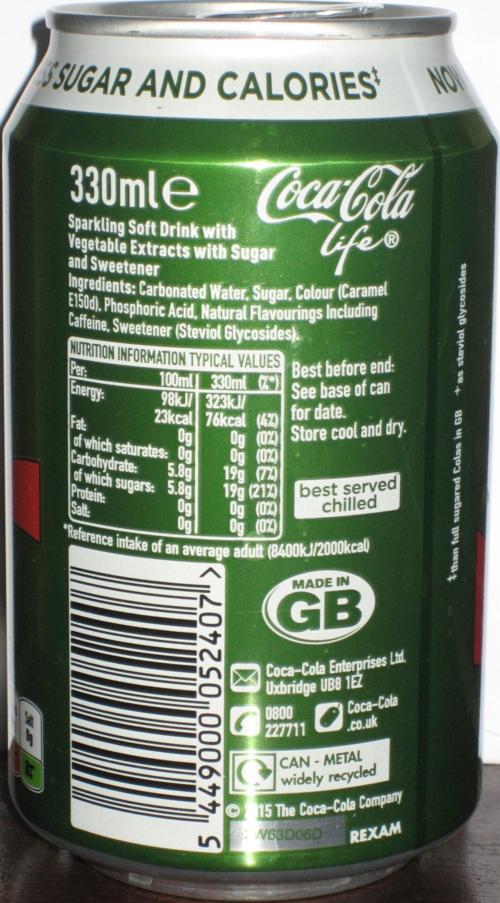 SUGAR AND CALORIES‡
330ml e
Coca-Cola
life®
Sparkling Soft Drink with
Vegetable Extracts with Sugar
and Sweetener
Ingredients: Carbonated Water, Sugar, Colour (Caramel
E150d), Phosphoric Acid, Natural Flavourings Including
Caffeine, Sweetener (Steviol Glycosides).
NUTRITION INFORMATION TYPICAL VALUES
Per: 100ml 330ml (%*)
Energy: 98kJ/ 323kJ/
23kcal 76kcal (4%)
Fat: 0g 0g (0%)
of which saturates: 0g 0g (0%)
Carbohydrate: 5.8g 19g (7%)
of which sugars: 5.8g 19g (21%)
Protein: 0g 0g (0%)
Salt: 0g 0g (0%)
*Reference intake of an average adult (8400kJ/2000kcal)
Best before end:
See base of can
for date.
Store cool and dry.
best served
chilled
‡than full sugared Colas in GB + as steviol glycosides
5 449000 052407 >
MADE IN
GB
Coca-Cola Enterprises Ltd.
Uxbridge UB8 1EZ
0800
227711
Coca-Cola
.co.uk
CAN - METAL
widely recycled
© 2015 The Coca-Cola Company
W63D06D
REXAM
Salt
0g